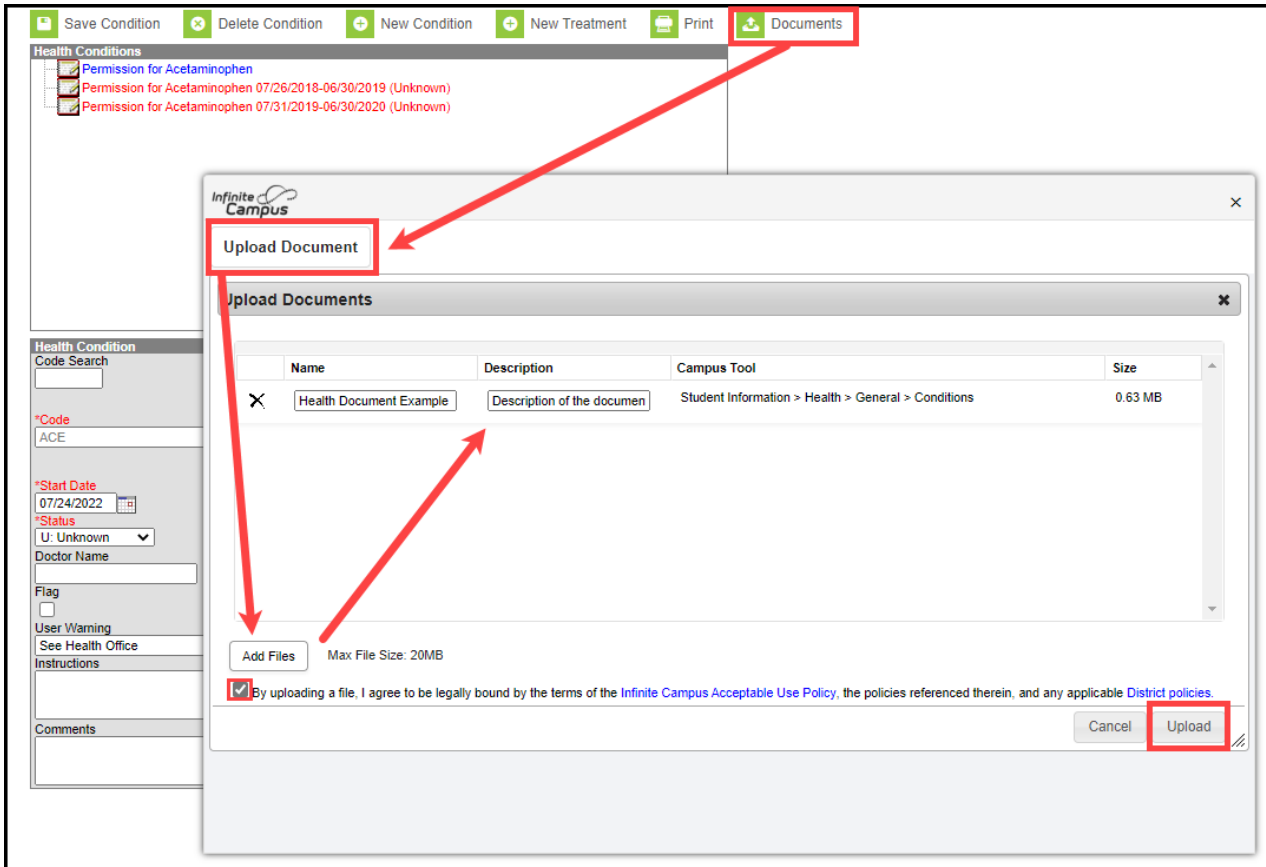 Save Condition Delete Condition New Condition New Treatment Print Documents
Health Conditions
Permission for Acetaminophen
Permission for Acetaminophen 07/26/2018-06/30/2019 (Unknown)
Permission for Acetaminophen 07/31/2019-06/30/2020 (Unknown)
Infinite
Campus
×
Upload Document
Upload Documents
Name Description Campus Tool Size
Health Document Example Description of the documen Student Information > Health > General > Conditions 0.63 MB
Add Files Max File Size: 20MB
By uploading a file, I agree to be legally bound by the terms of the Infinite Campus Acceptable Use Policy, the policies referenced therein, and any applicable District policies.
Cancel Upload
Health Condition
Code Search
*Code
ACE
*Start Date
07/24/2022
*Status
U: Unknown
Doctor Name
Flag
User Warning
See Health Office
Instructions
Comments